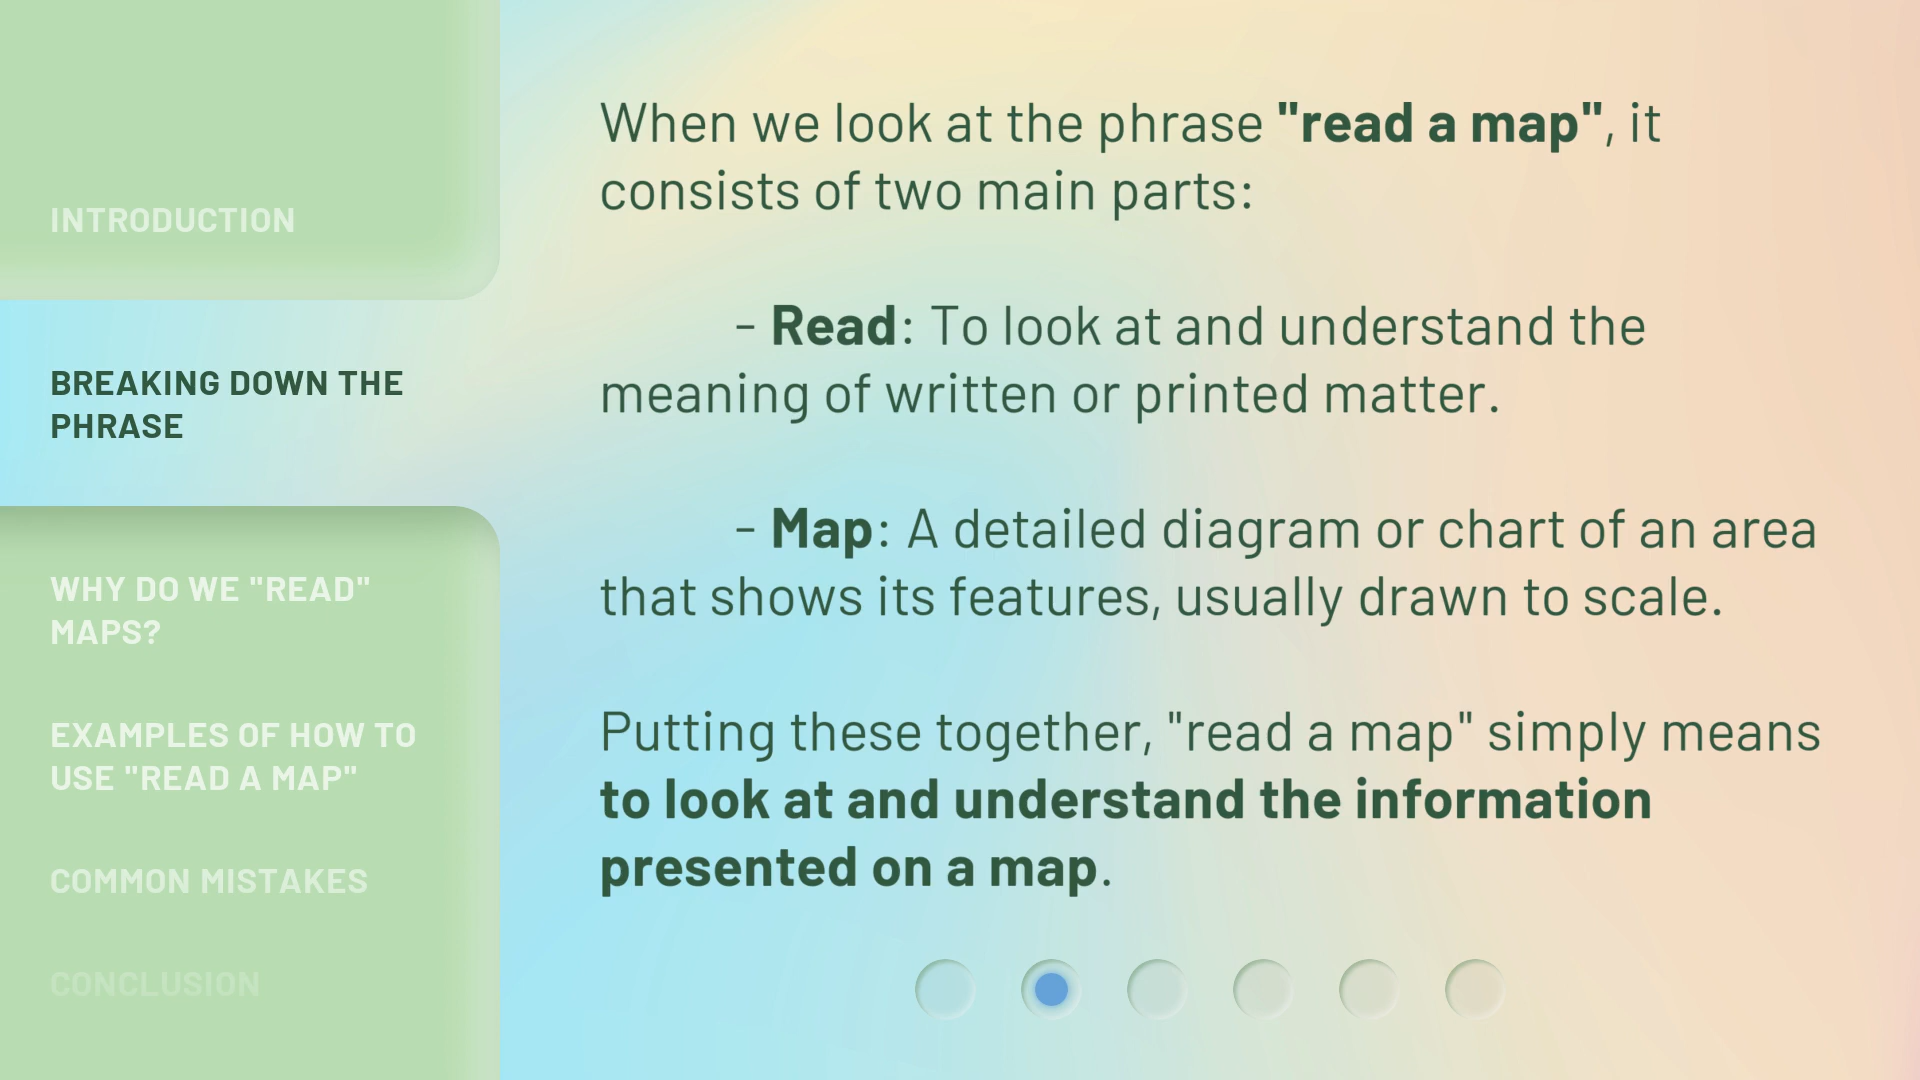 INTRODUCTION
BREAKING DOWN THE
PHRASE
WHY DO WE "READ"
MAPS?
EXAMPLES OF HOW TO
USE "READ A MAP"
COMMON MISTAKES
CONCLUSION
When we look at the phrase "read a map", it
consists of two main parts:
- Read: To look at and understand the
meaning of written or printed matter.
- Map: A detailed diagram or chart of an area
that shows its features, usually drawn to scale.
Putting these together, "read a map" simply means
to look at and understand the information
presented on a map.